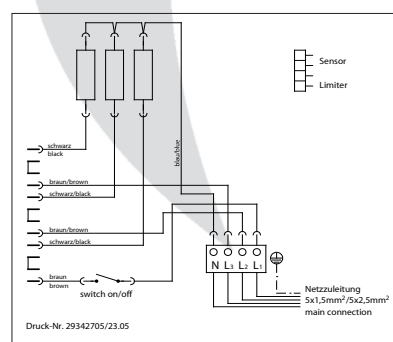 Sensor
Limiter
blau/blue
schwarz
black
braun/brown
schwarz/black
braun/brown
schwarz/black
braun
brown
switch on/off
N L3 L2 L1
Netzzuleitung
5x1,5mm²/5x2,5mm²
main connection
Druck-Nr. 29342705/23.05